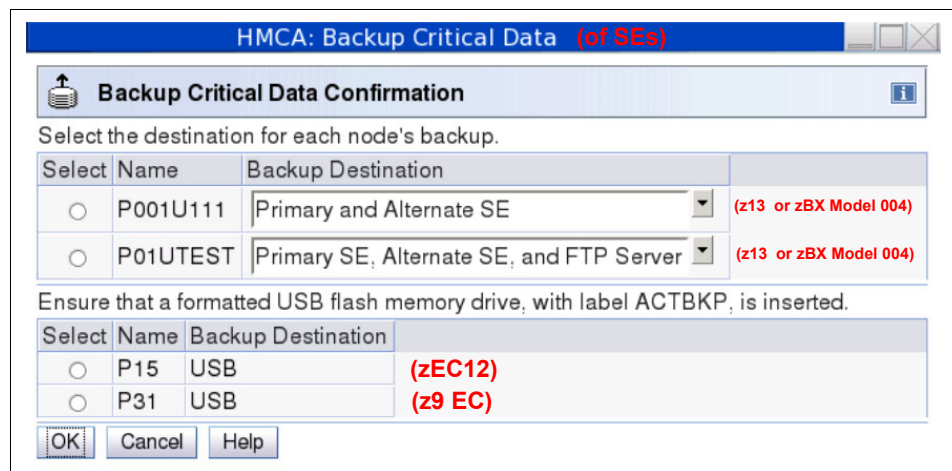 HMCA: Backup Critical Data (of SEs)
Backup Critical Data Confirmation
Select the destination for each node's backup.
Select Name Backup Destination
P001U111 Primary and Alternate SE (z13 or zBX Model 004)
P01UTEST Primary SE, Alternate SE, and FTP Server (z13 or zBX Model 004)
Ensure that a formatted USB flash memory drive, with label ACTBKP, is inserted.
Select Name Backup Destination
P15 USB (zEC12)
P31 USB (z9 EC)
OK Cancel Help